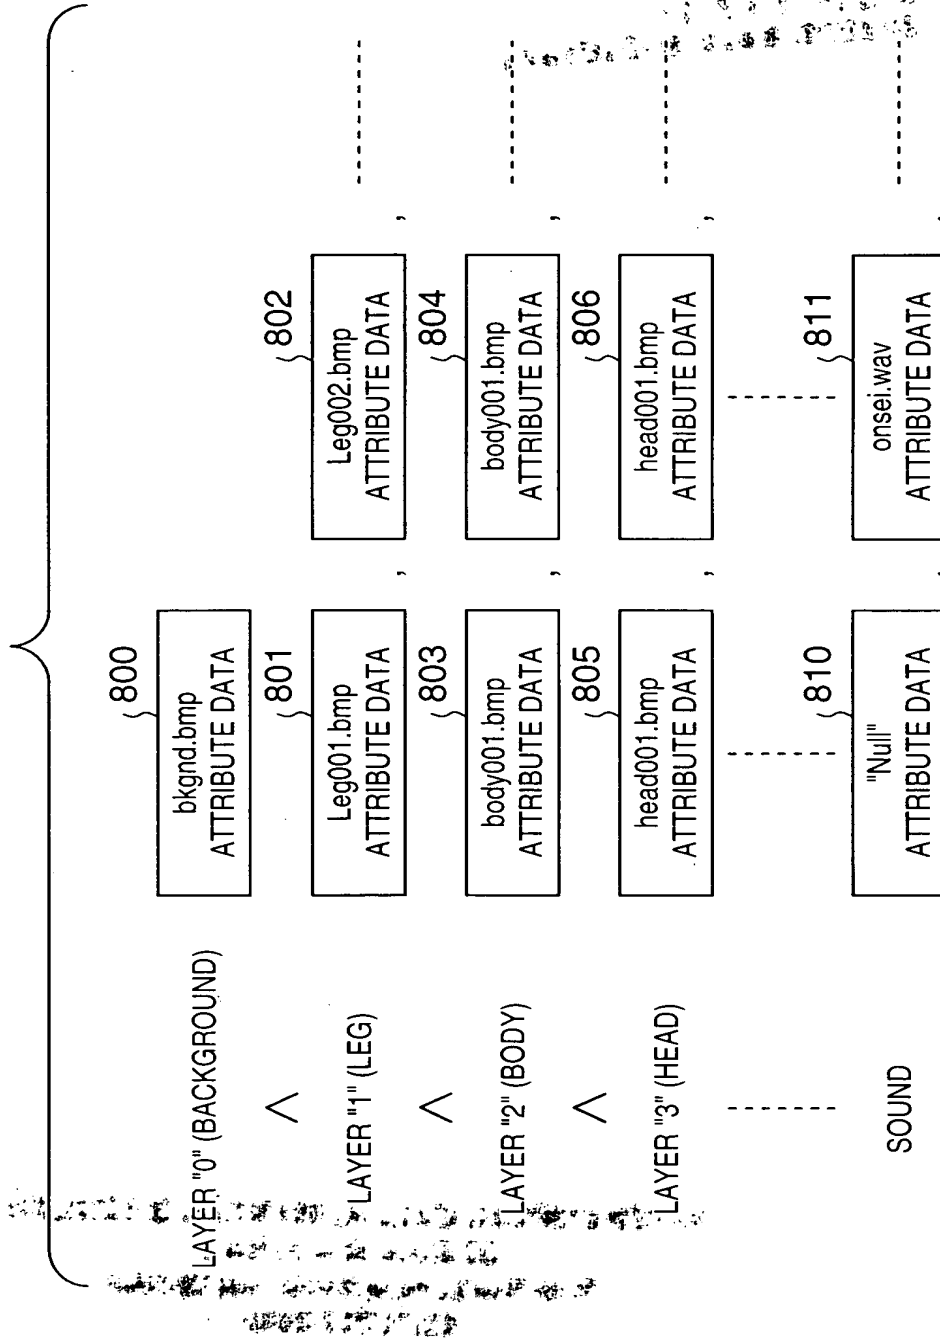 LAYER "0" (BACKGROUND)
800
bkgnd.bmp
ATTRIBUTE DATA
<
LAYER "1" (LEG)
801
Leg001.bmp
ATTRIBUTE DATA
,
802
Leg002.bmp
ATTRIBUTE DATA
,
<
LAYER "2" (BODY)
803
body001.bmp
ATTRIBUTE DATA
,
804
body001.bmp
ATTRIBUTE DATA
,
<
LAYER "3" (HEAD)
805
head001.bmp
ATTRIBUTE DATA
,
806
head001.bmp
ATTRIBUTE DATA
,
SOUND
810
"Null"
ATTRIBUTE DATA
,
811
onsei.wav
ATTRIBUTE DATA
,